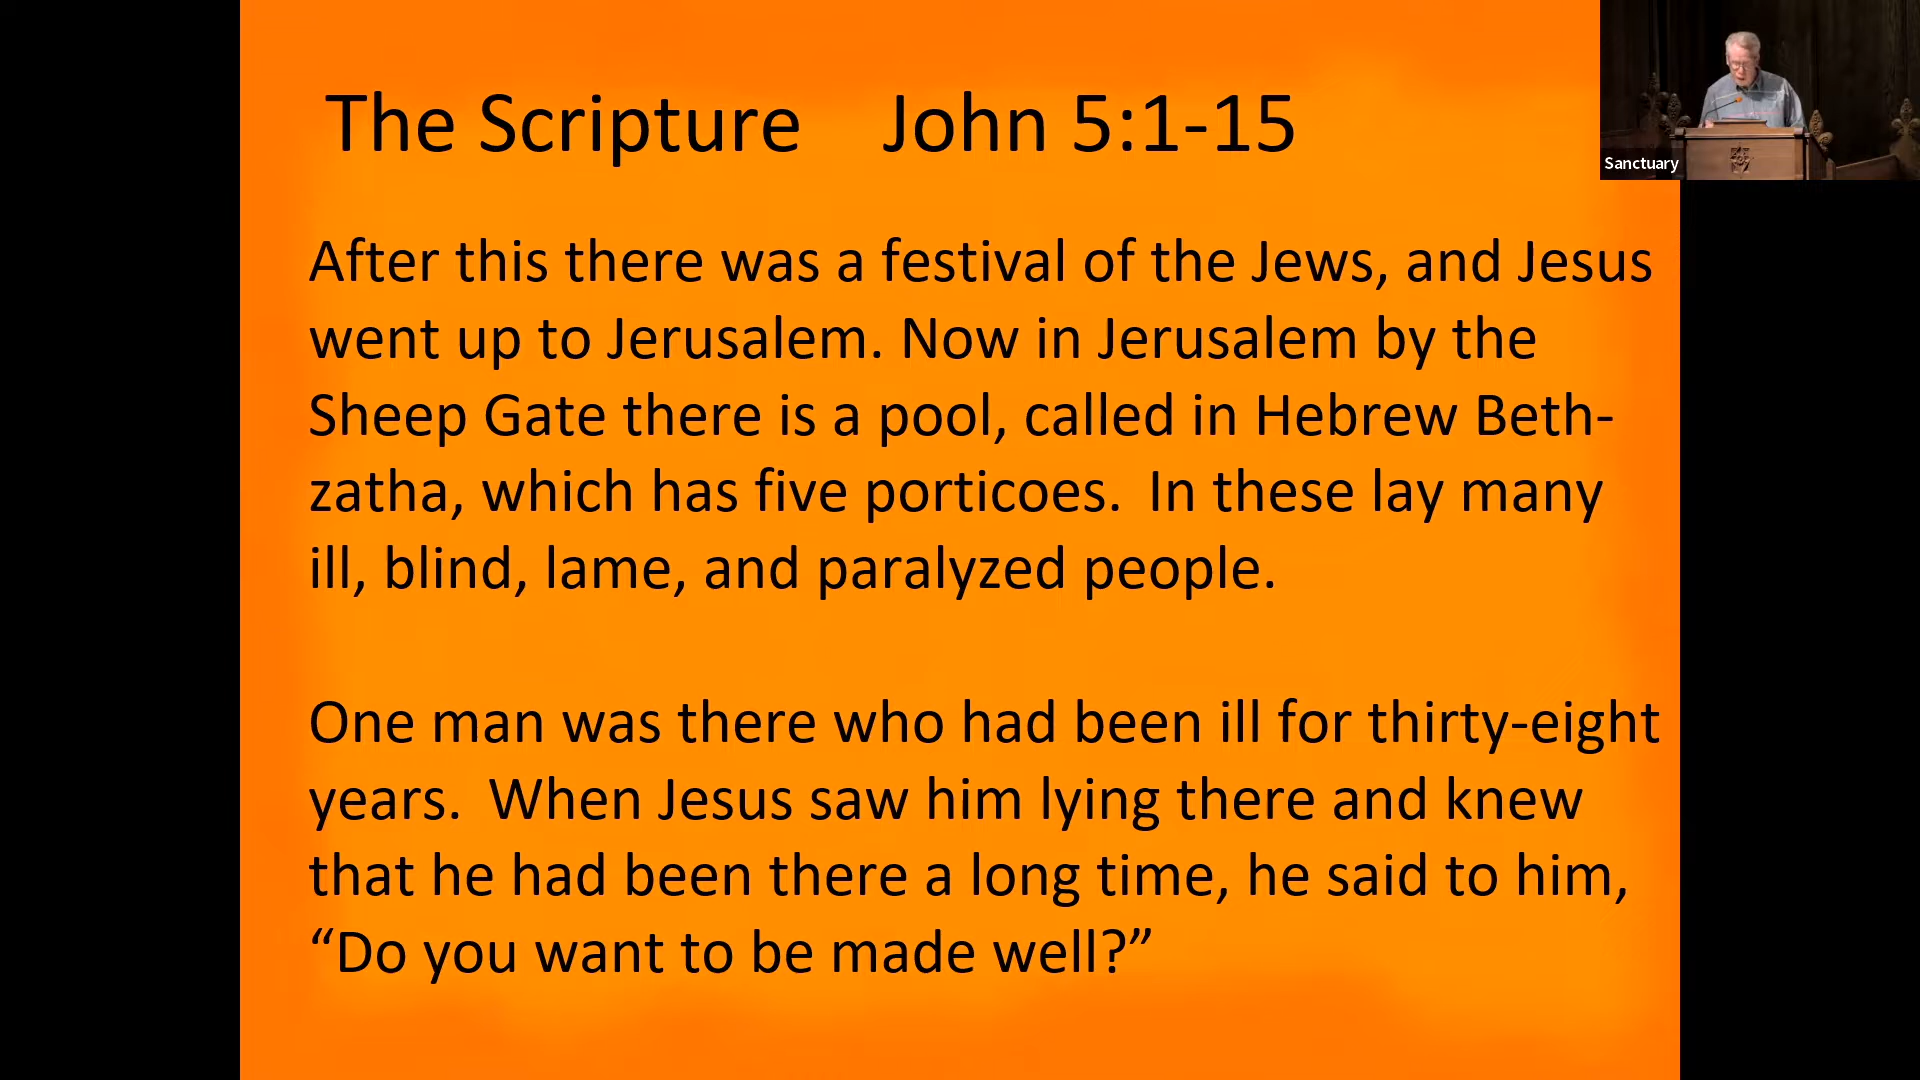 The Scripture    John 5:1-15
Sanctuary
After this there was a festival of the Jews, and Jesus
went up to Jerusalem. Now in Jerusalem by the
Sheep Gate there is a pool, called in Hebrew Beth-
zatha, which has five porticoes.  In these lay many
ill, blind, lame, and paralyzed people.
One man was there who had been ill for thirty-eight
years.  When Jesus saw him lying there and knew
that he had been there a long time, he said to him,
“Do you want to be made well?”